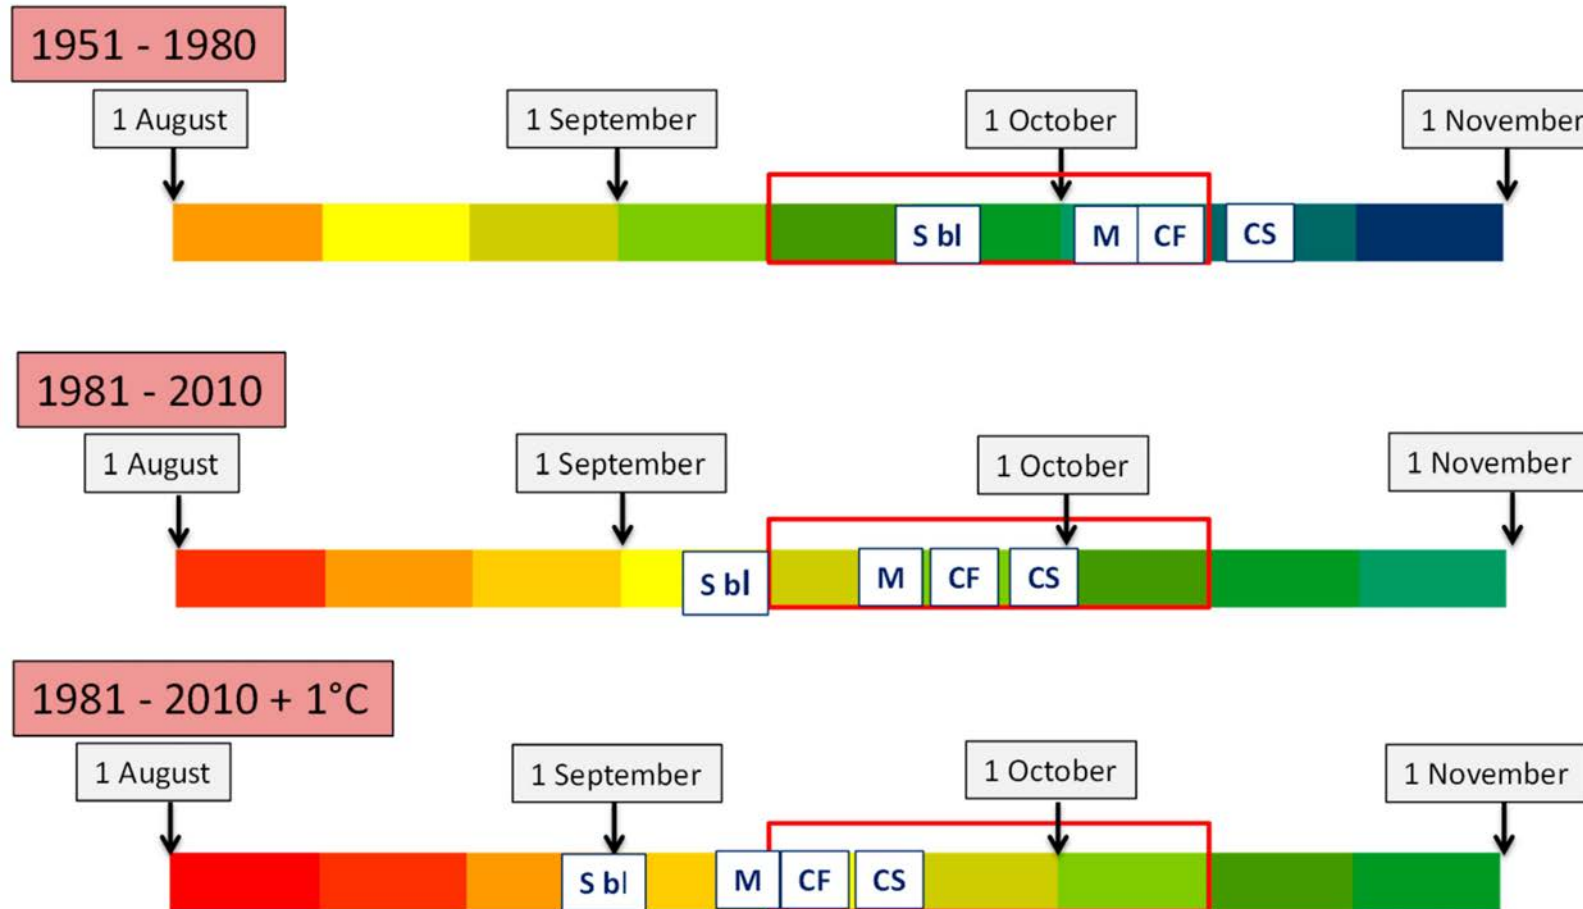 1951 - 1980
1 August 1 September 1 October 1 November
S bl M CF CS
1981 - 2010
1 August 1 September 1 October 1 November
S bl M CF CS
1981 - 2010 + 1°C
1 August 1 September 1 October 1 November
S bl M CF CS